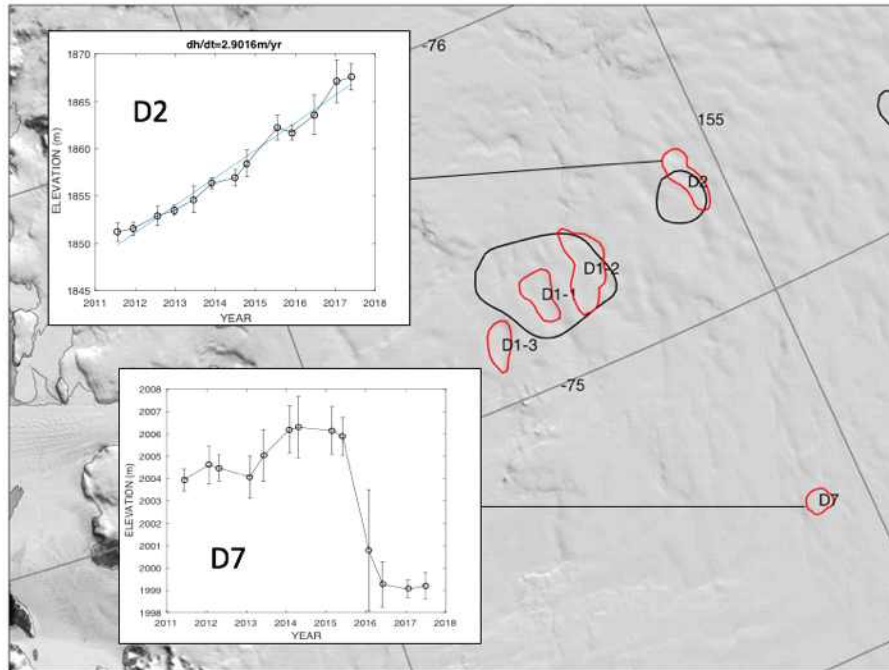 dh/dt=2.9016m/yr
1870
1865
1860
1855
1850
1845
ELEVATION (m)
D2
2011 2012 2013 2014 2015 2016 2017 2018
YEAR
-76
155
D2
D1-2
D1-1
D1-3
-75
D7
2008
2007
2006
2005
2004
2003
2002
2001
2000
1999
1998
ELEVATION (m)
D7
2011 2012 2013 2014 2015 2016 2017 2018
YEAR